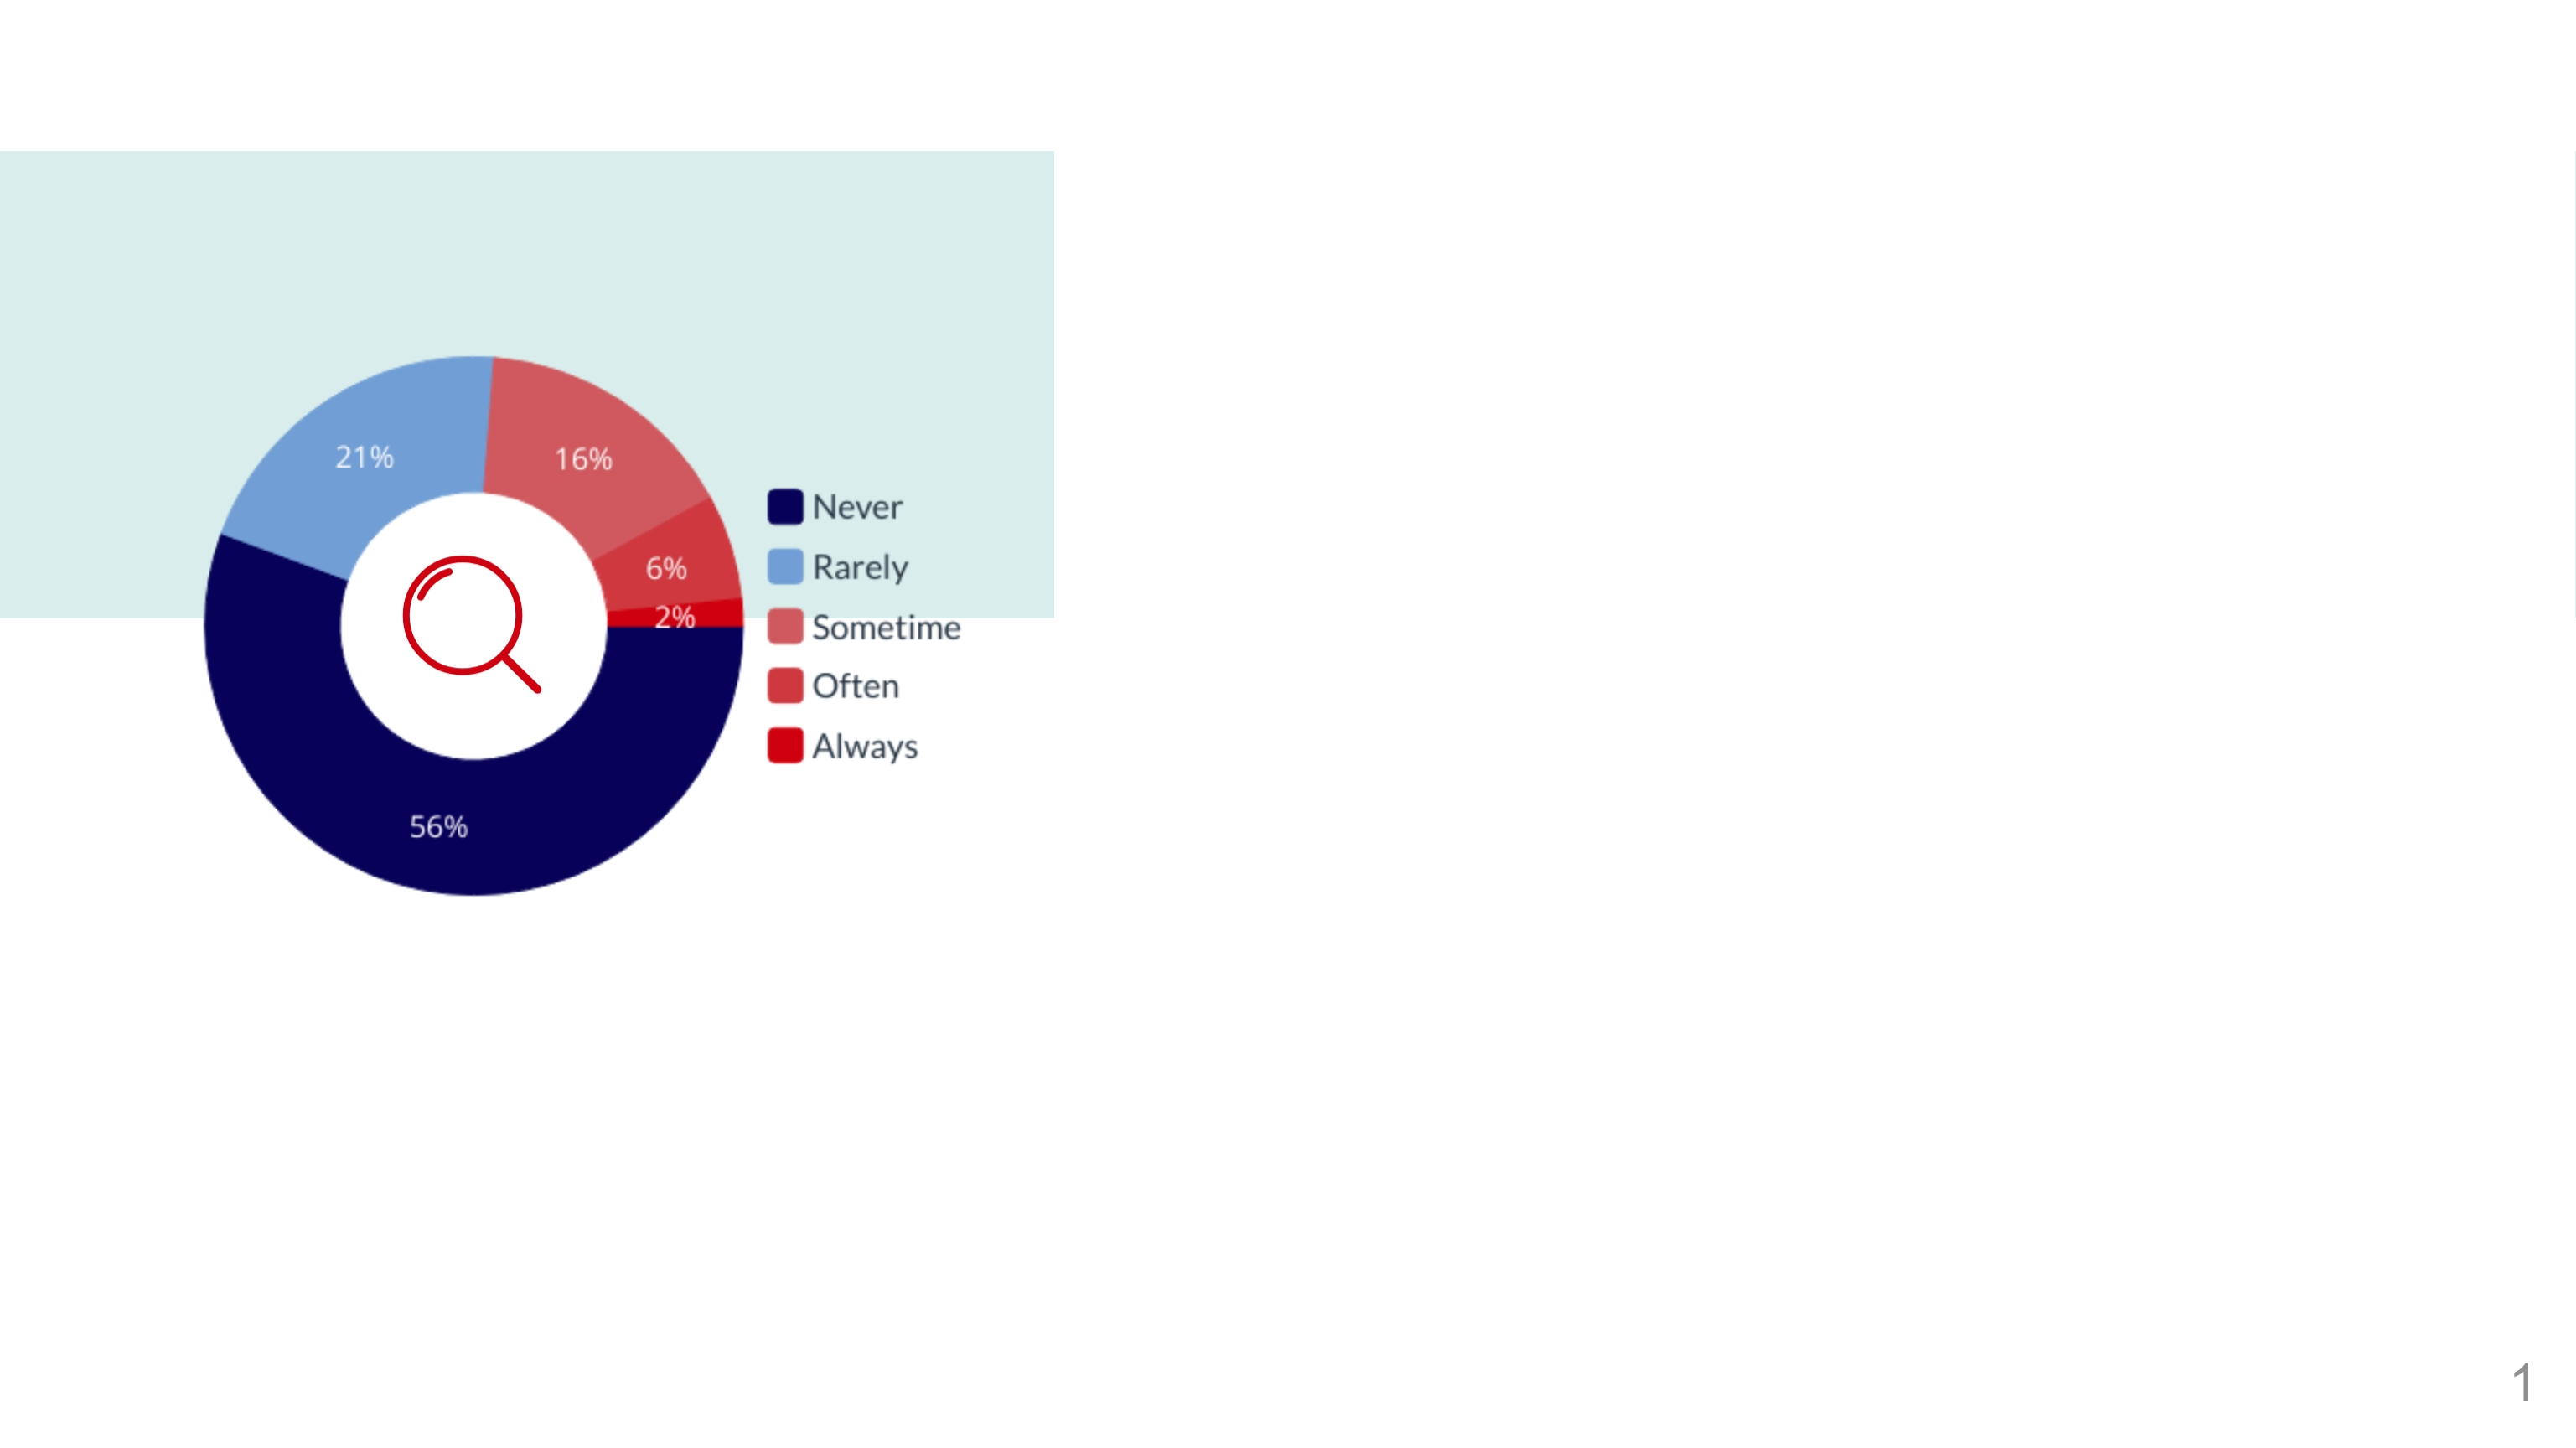 21%
16%
6%
2%
56%
Never
Rarely
Sometime
Often
Always
1